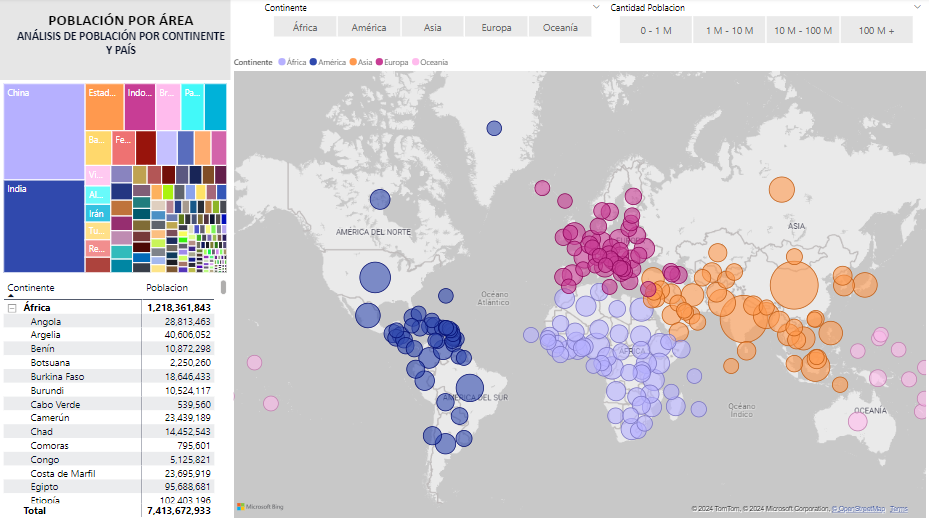 POBLACIÓN POR ÁREA
ANÁLISIS DE POBLACIÓN POR CONTINENTE
Y PAÍS
Continente
África
América
Asia
Europa
Oceanía
Cantidad Poblacion
0 - 1 M
1 M - 10 M
10 M - 100 M
100 M +
Continente África América Asia Europa Oceanía
China
Estad...
Indo...
Br...
Pa...
Ba...
Fe...
Vi...
India
Al...
Irán
Tu...
Re...
AMÉRICA DEL NORTE
Océano
Atlántico
ÁFRICA
ASIA
AMÉRICA DEL SUR
Océano
Índico
OCEANÍA
Microsoft Bing
© 2024 TomTom, © 2024 Microsoft Corporation, © OpenStreetMap Terms
Continente Poblacion
África 1,218,361,843
Angola 28,813,463
Argelia 40,606,052
Benín 10,872,298
Botsuana 2,250,260
Burkina Faso 18,646,433
Burundi 10,524,117
Cabo Verde 539,560
Camerún 23,439,189
Chad 14,452,543
Comoras 795,601
Congo 5,125,821
Costa de Marfil 23,695,919
Egipto 95,688,681
Etiopía 102,403,196
Total 7,413,672,933